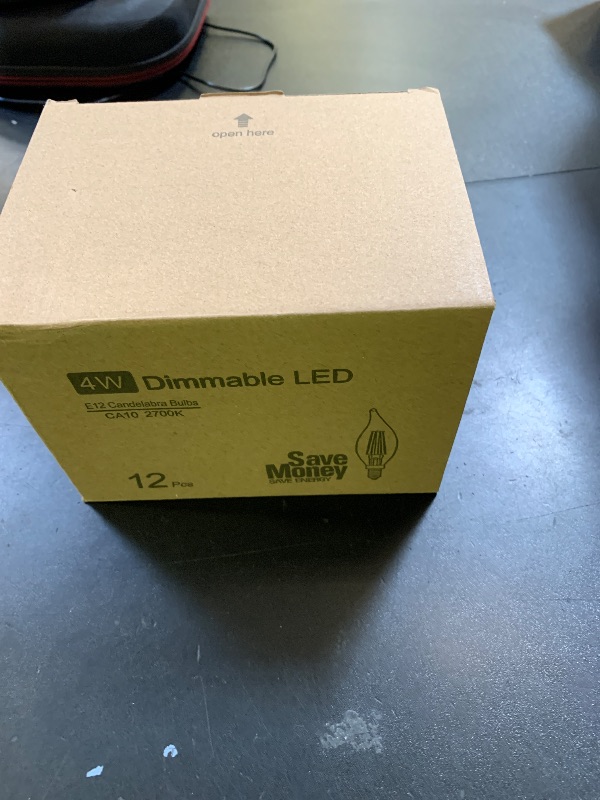 open here
4W Dimmable LED
E12 Candelabra Bulbs
CA10 2700K
12 Pcs
Save
Money
SAVE ENERGY